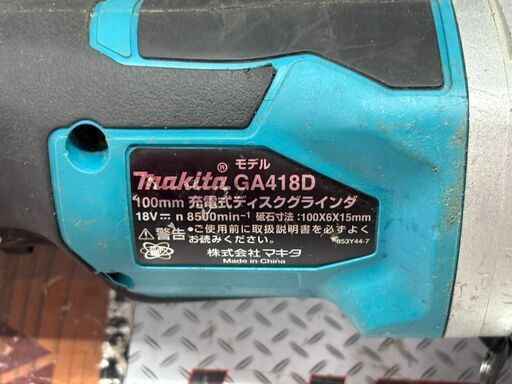 モデル
makita® GA418D
100mm 充電式ディスクグラインダ
18V⎓ n 8500min⁻¹ 砥石寸法:100X6X15mm
⚠警告 •ご使用前に取扱説明書を必ずよく
お読みください。
853Y44-7
株式会社マキタ
Made in China